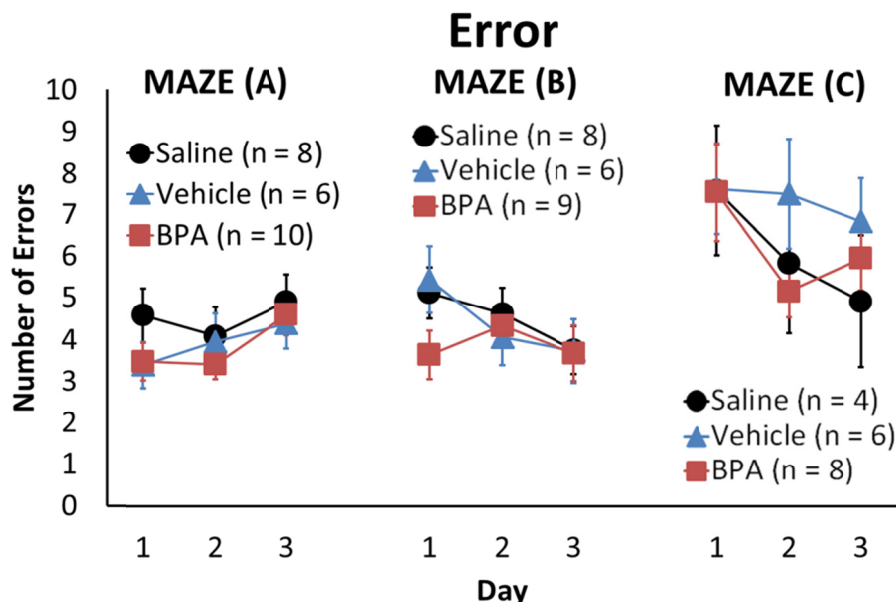 Error
MAZE (A)
MAZE (B)
MAZE (C)
Number of Errors
10
9
8
7
6
5
4
3
2
1
0
Saline (n = 8)
Vehicle (n = 6)
BPA (n = 10)
Saline (n = 8)
Vehicle (n = 6)
BPA (n = 9)
Saline (n = 4)
Vehicle (n = 6)
BPA (n = 8)
1 2 3 1 2 3 1 2 3
Day